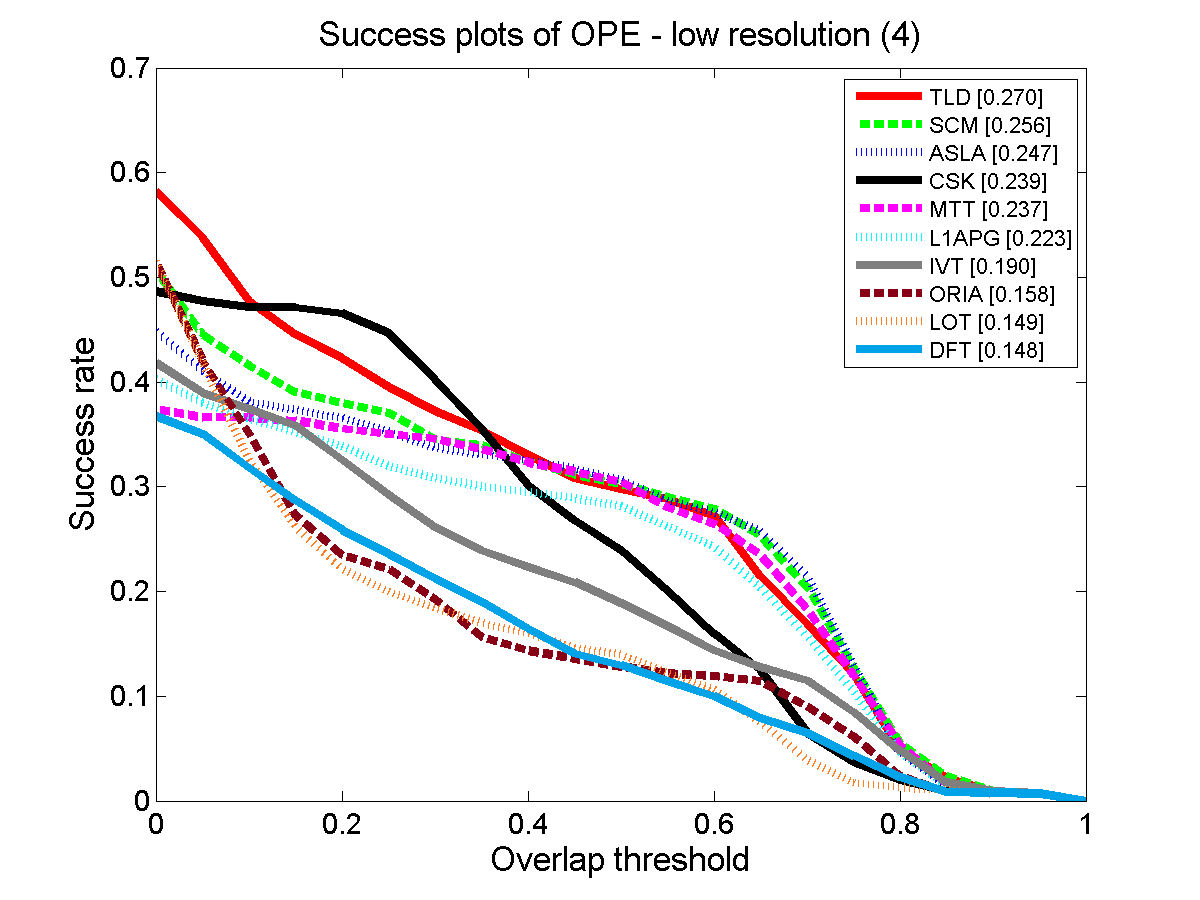 Success plots of OPE - low resolution (4)
0.7
0.6
0.5
0.4
0.3
0.2
0.1
0
Success rate
TLD [0.270]
SCM [0.256]
ASLA [0.247]
CSK [0.239]
MTT [0.237]
L1APG [0.223]
IVT [0.190]
ORIA [0.158]
LOT [0.149]
DFT [0.148]
0 0.2 0.4 0.6 0.8 1
Overlap threshold